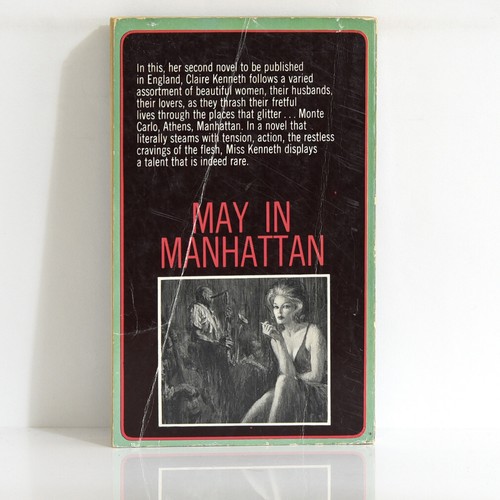 In this, her second novel to be published
in England, Claire Kenneth follows a varied
assortment of beautiful women, their husbands,
their lovers, as they thrash their fretful
lives through the places that glitter... Monte
Carlo, Athens, Manhattan. In a novel that
literally steams with tension, action, the restless
cravings of the flesh, Miss Kenneth displays
a talent that is indeed rare.
MAY IN
MANHATTAN